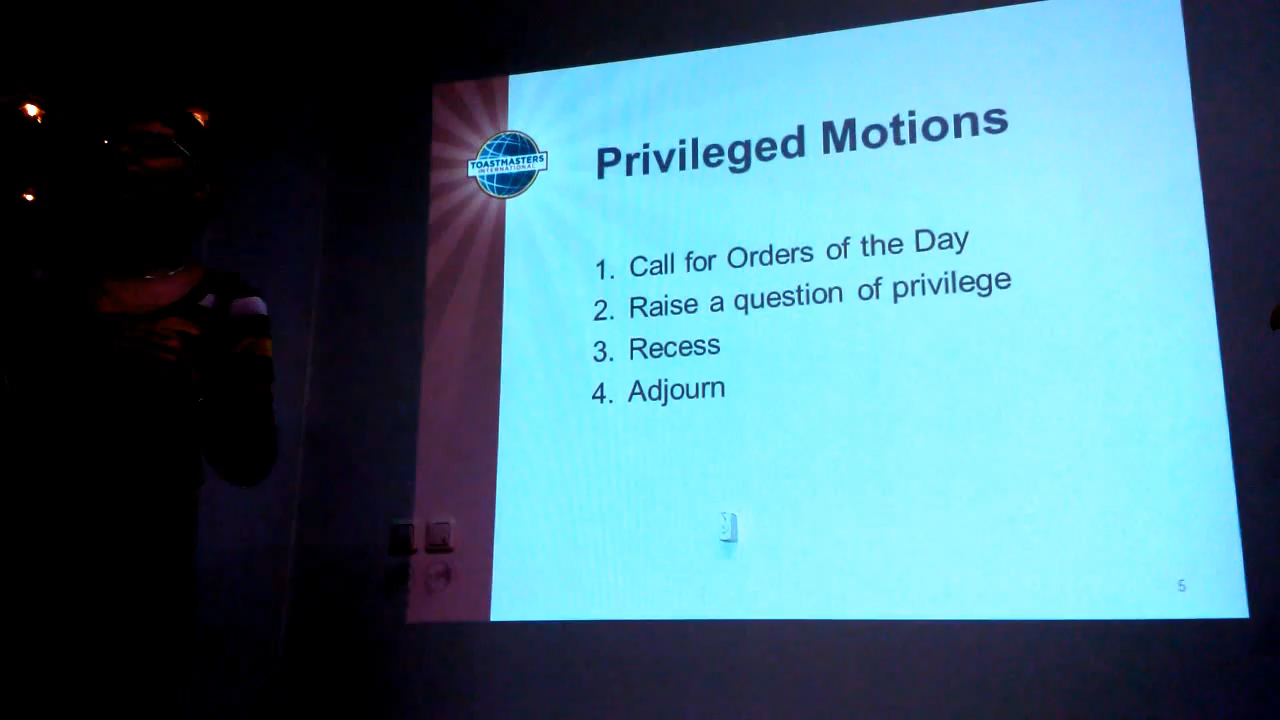 TOASTMASTERS
INTERNATIONAL
Privileged Motions
1. Call for Orders of the Day
2. Raise a question of privilege
3. Recess
4. Adjourn
5